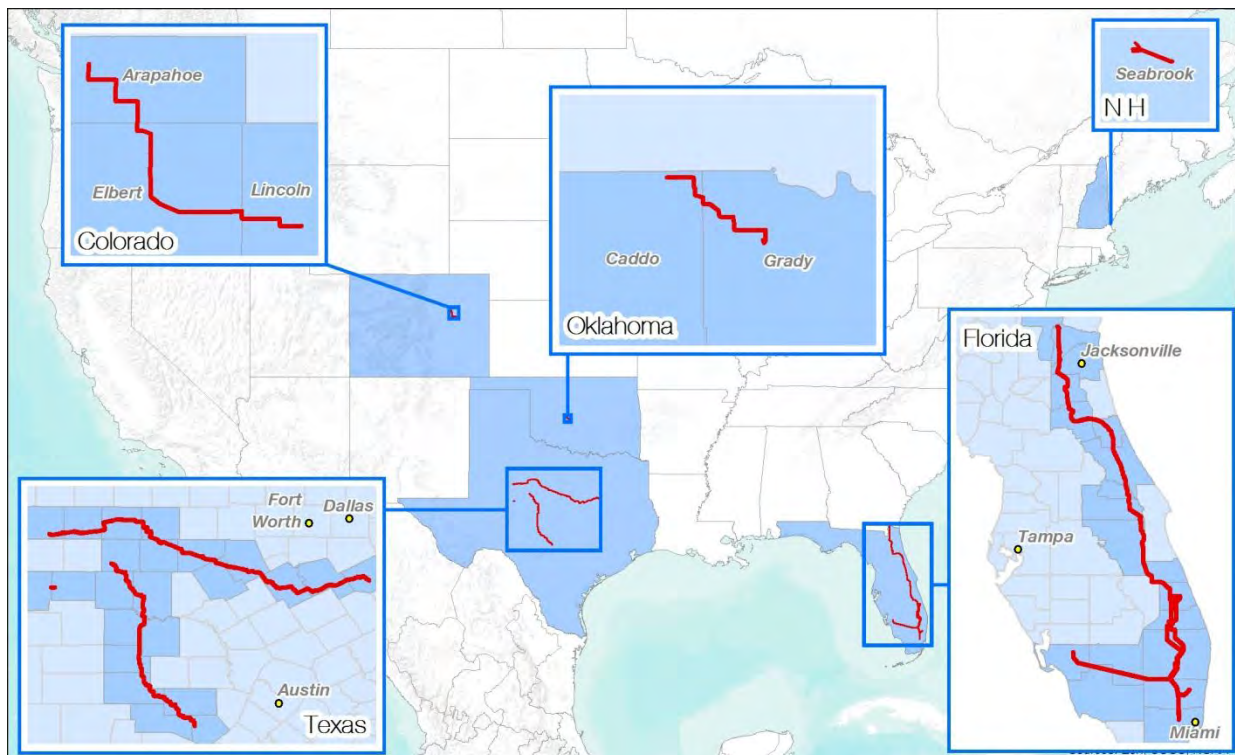 Arapahoe
Elbert
Lincoln
Colorado
Caddo
Grady
Oklahoma
Seabrook
N H
Florida
Jacksonville
Tampa
Miami
Fort
Worth
Dallas
Austin
Texas